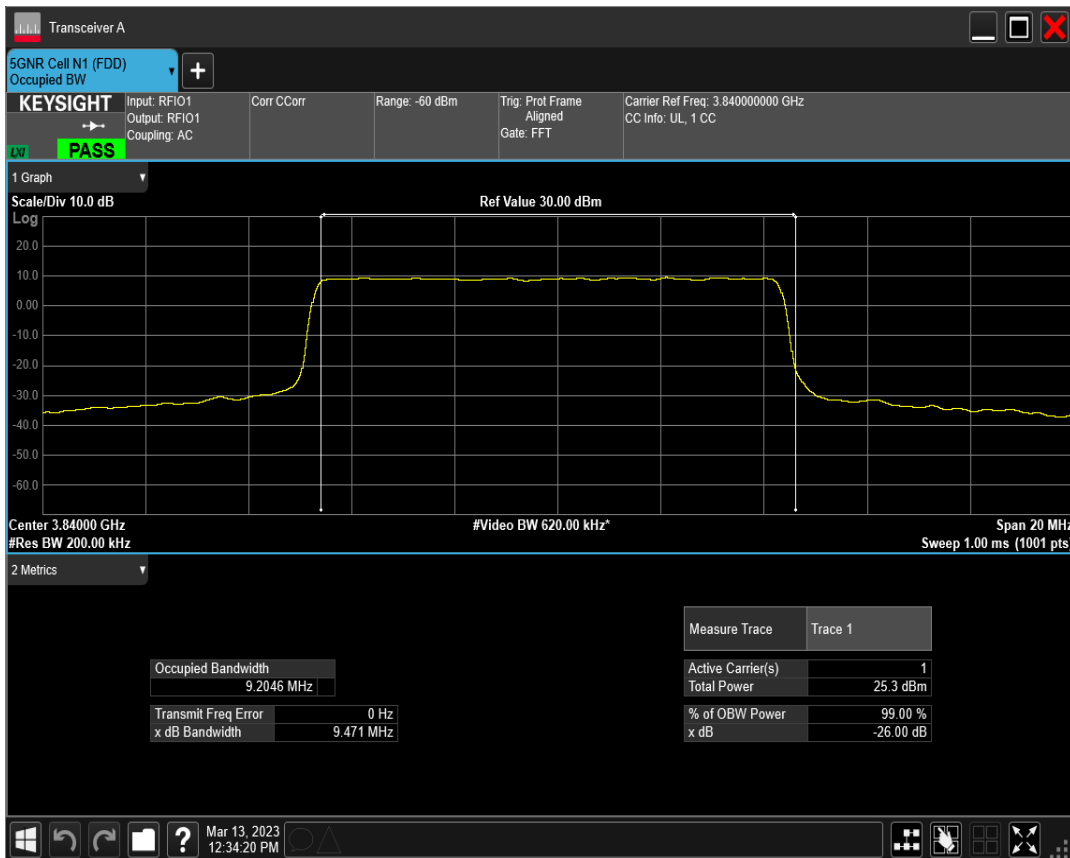 Transceiver A
5GNR Cell N1 (FDD)
Occupied BW
KEYSIGHT
LXI
PASS
Input: RFIO1
Output: RFIO1
Coupling: AC
Corr CCorr
Range: -60 dBm
Trig: Prot Frame
Aligned
Gate: FFT
Carrier Ref Freq: 3.840000000 GHz
CC Info: UL, 1 CC
1 Graph
Scale/Div 10.0 dB
Ref Value 30.00 dBm
Log
20.0
10.0
0.00
-10.0
-20.0
-30.0
-40.0
-50.0
-60.0
Center 3.84000 GHz
#Video BW 620.00 kHz*
Span 20 MHz
#Res BW 200.00 kHz
Sweep 1.00 ms (1001 pts)
2 Metrics
Measure Trace Trace 1
Occupied Bandwidth
9.2046 MHz
Active Carrier(s) 1
Total Power 25.3 dBm
Transmit Freq Error 0 Hz
x dB Bandwidth 9.471 MHz
% of OBW Power 99.00 %
x dB -26.00 dB
?
Mar 13, 2023
12:34:20 PM